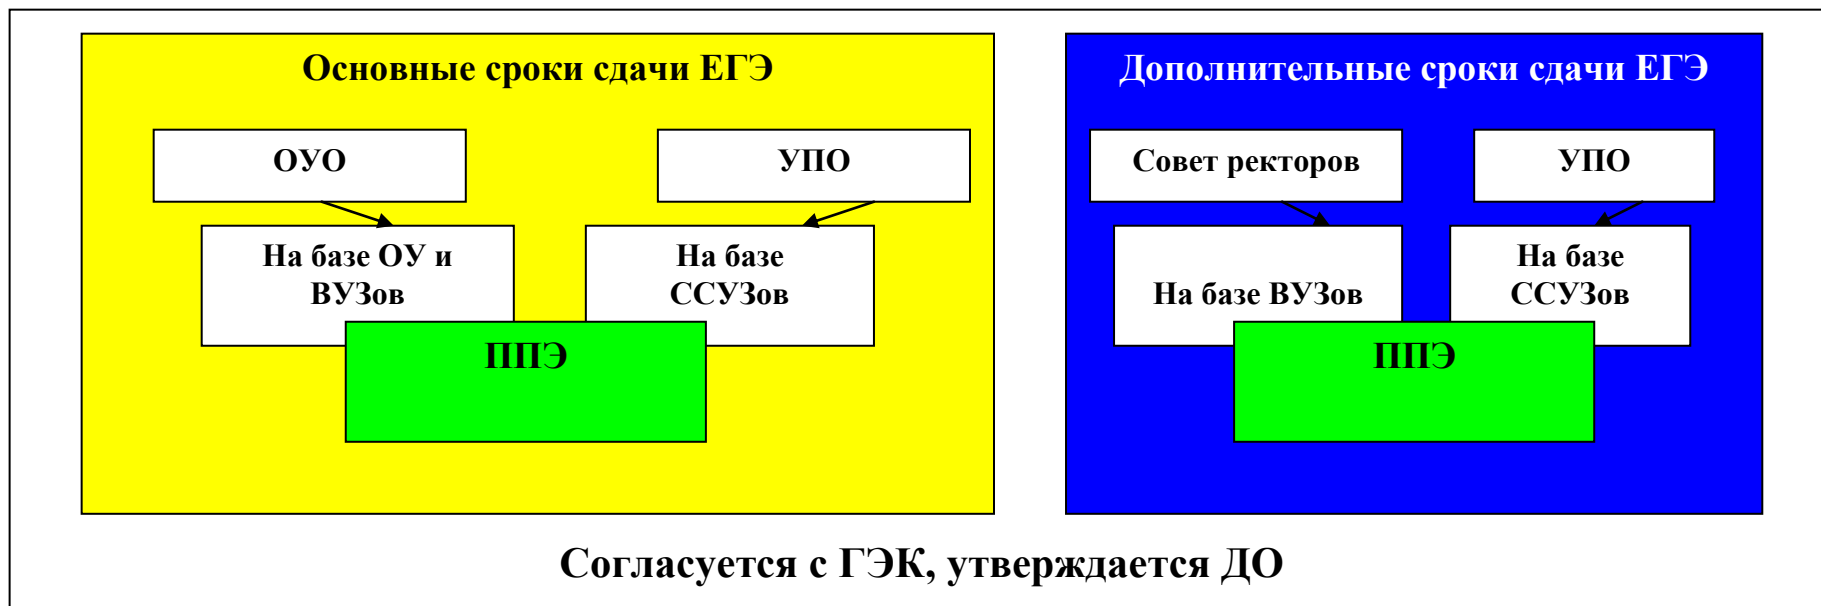 Основные сроки сдачи ЕГЭ
ОУО
УПО
На базе ОУ и
ВУЗов
На базе
ССУЗов
ППЭ
Дополнительные сроки сдачи ЕГЭ
Совет ректоров
УПО
На базе ВУЗов
На базе
ССУЗов
ППЭ
Согласуется с ГЭК, утверждается ДО